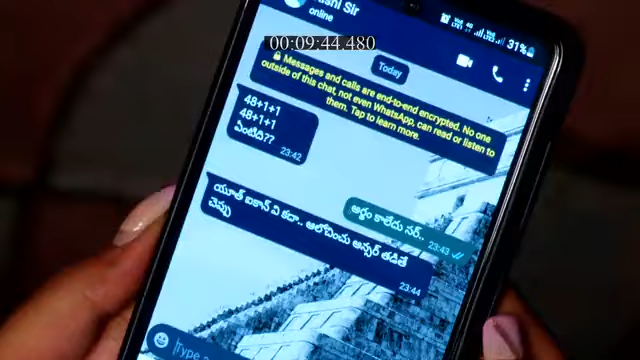 Sir
online
31%
00:09:44.480
Today
Messages and calls are end-to-end encrypted. No one
outside of this chat, not even WhatsApp, can read or listen to
them. Tap to learn more.
48+1+1
48+1+1
ఏంటిది??
23:42
అర్థం కాలేదు సర్..
23:43
యూత్ ఐకాన్ వి కదా.. ఆలోచించు ఆన్సర్ తడితే
చెప్పు
23:44
Type a